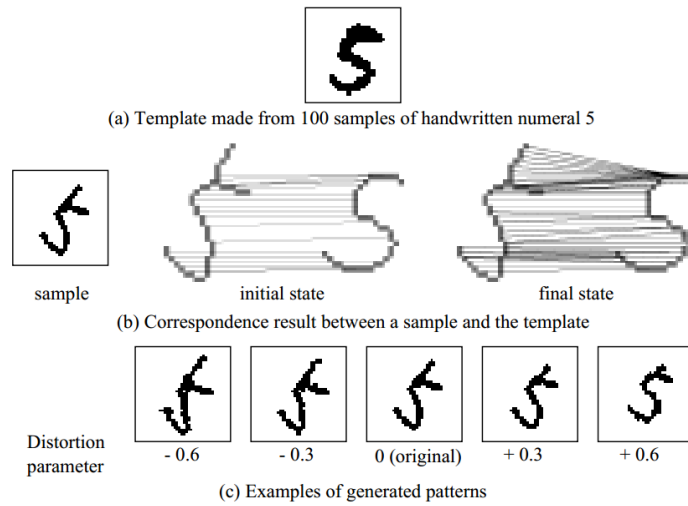 (a) Template made from 100 samples of handwritten numeral 5
sample
initial state
final state
(b) Correspondence result between a sample and the template
Distortion
parameter
- 0.6
- 0.3
0 (original)
+ 0.3
+ 0.6
(c) Examples of generated patterns